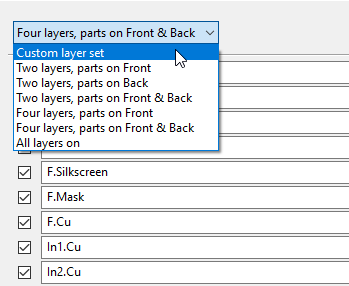 Four layers, parts on Front & Back
Custom layer set
Two layers, parts on Front
Two layers, parts on Back
Two layers, parts on Front & Back
Four layers, parts on Front
Four layers, parts on Front & Back
All layers on
F.Silkscreen
F.Mask
F.Cu
In1.Cu
In2.Cu